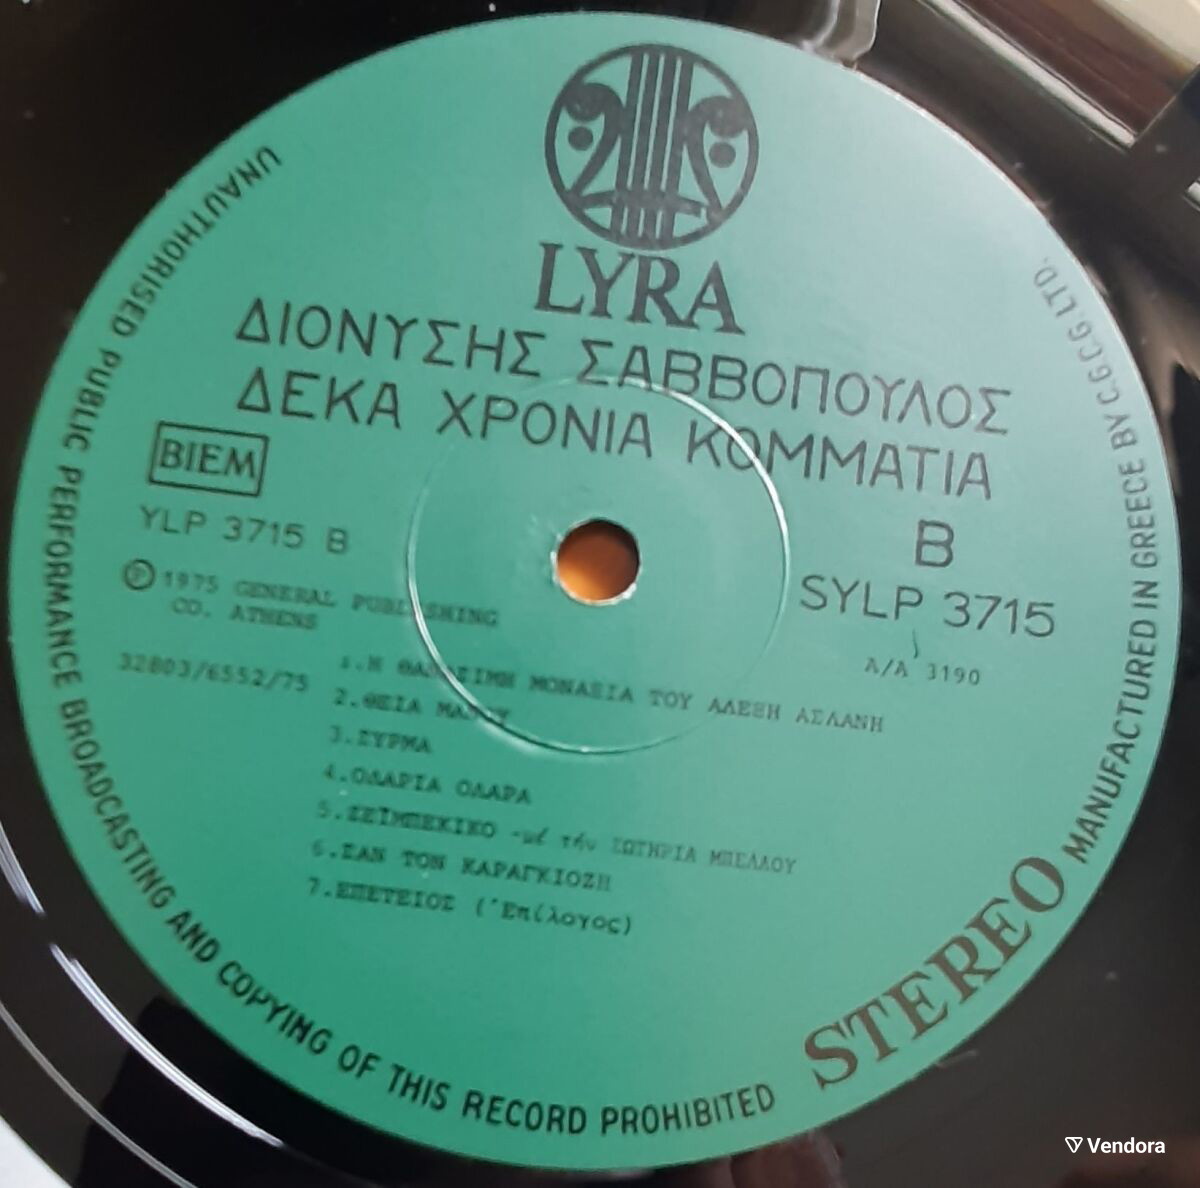 LYRA
ΔΙΟΝΥΣΗΣ ΣΑΒΒΟΠΟΥΛΟΣ
ΔΕΚΑ ΧΡΟΝΙΑ ΚΟΜΜΑΤΙΑ
BIEM
YLP 3715 B
B
SYLP 3715
Ⓟ 1975 GENERAL PUBLISHING
CO. ATHENS
A/A 3190
32803/6552/75
1.Η ΘΑΝΑΣΙΜΗ ΜΟΝΑΞΙΑ ΤΟΥ ΑΛΕΞΗ ΑΣΛΑΝΗ
2.ΘΕΙΑ ΜΑΝΟΥ
3.ΣΥΡΜΑ
4.ΟΛΑΡΙΑ ΟΛΑΡΑ
5.ΖΕΪΜΠΕΚΙΚΟ -μέ τήν ΣΩΤΗΡΙΑ ΜΠΕΛΛΟΥ
6.ΣΑΝ ΤΟΝ ΚΑΡΑΓΚΙΟΖΗ
7.ΕΠΕΤΕΙΟΣ (Ἐπίλογος)
STEREO
MANUFACTURED IN GREECE BY C.G.C.G. LTD.
UNAUTHORISED PUBLIC PERFORMANCE BROADCASTING AND COPYING OF THIS RECORD PROHIBITED
Vendora